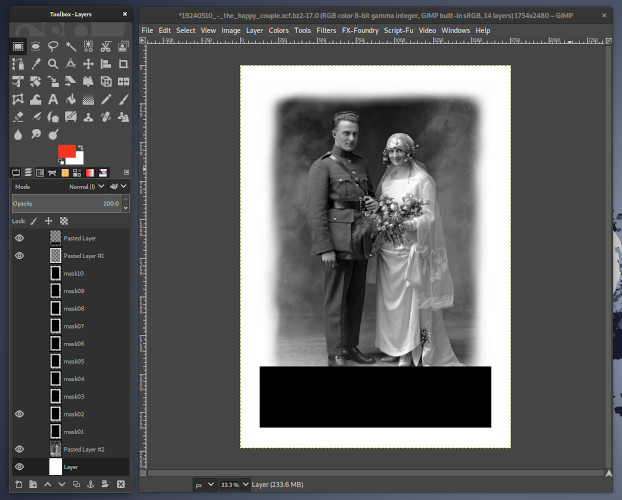 Toolbox - Layers
Mode
Normal (l)
Opacity
100.0
Lock:
Pasted Layer
Pasted Layer #1
mask10
mask09
mask08
mask07
mask06
mask05
mask04
mask03
mask02
mask01
Pasted Layer #2
Layer
*19240510_-_the_happy_couple.xcf.bz2-17.0 (RGB color 8-bit gamma integer, GIMP built-in sRGB, 14 layers) 1754x2480 – GIMP
File Edit Select View Image Layer Colors Tools Filters FX-Foundry Script-Fu Video Windows Help
px 33.3 % Layer (233.6 MB)